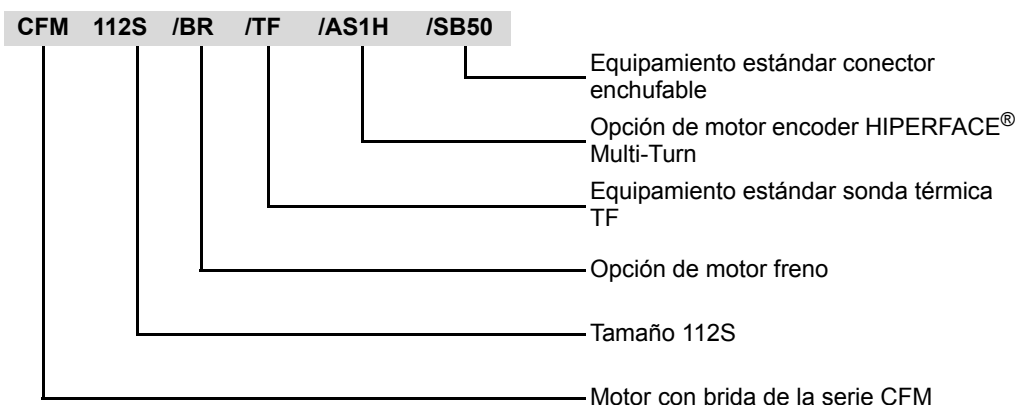 CFM 112S /BR /TF /AS1H /SB50
Equipamiento estándar conector
enchufable
Opción de motor encoder HIPERFACE®
Multi-Turn
Equipamiento estándar sonda térmica
TF
Opción de motor freno
Tamaño 112S
Motor con brida de la serie CFM